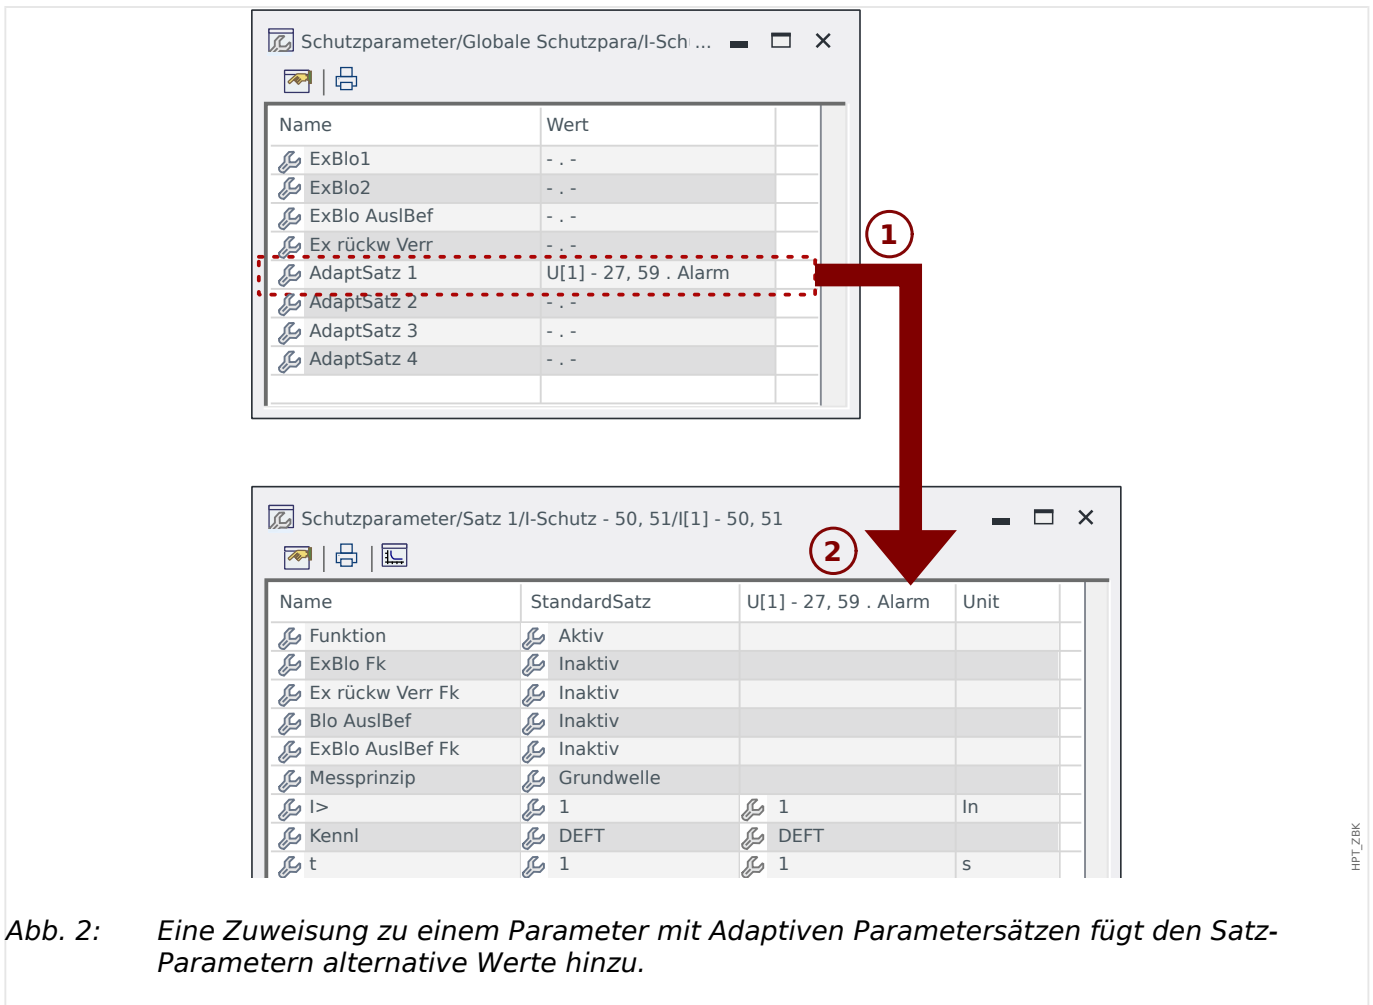 Schutzparameter/Globale Schutzpara/I-Sch ...
Name Wert
ExBlo1 - . -
ExBlo2 - . -
ExBlo AuslBef - . -
Ex rückw Verr - . -
AdaptSatz 1 U[1] - 27, 59 . Alarm
AdaptSatz 2 - . -
AdaptSatz 3 - . -
AdaptSatz 4 - . -
1
Schutzparameter/Satz 1/I-Schutz - 50, 51/I[1] - 50, 51
2
Name StandardSatz U[1] - 27, 59 . Alarm Unit
Funktion Aktiv
ExBlo Fk Inaktiv
Ex rückw Verr Fk Inaktiv
Blo AuslBef Inaktiv
ExBlo AuslBef Fk Inaktiv
Messprinzip Grundwelle
I> 1 1 In
Kennl DEFT DEFT
t 1 1 s
HPT_ZBK
Abb. 2: Eine Zuweisung zu einem Parameter mit Adaptiven Parametersätzen fügt den Satz-
Parametern alternative Werte hinzu.